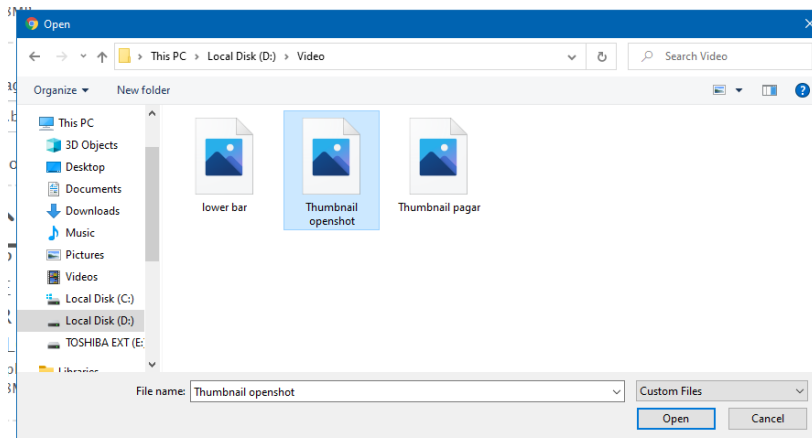 Open
This PC > Local Disk (D:) > Video
Search Video
Organize
New folder
This PC
3D Objects
Desktop
Documents
Downloads
Music
Pictures
Videos
Local Disk (C:)
Local Disk (D:)
TOSHIBA EXT (E:
Libraries
lower bar
Thumbnail
openshot
Thumbnail pagar
File name:
Thumbnail openshot
Custom Files
Open
Cancel